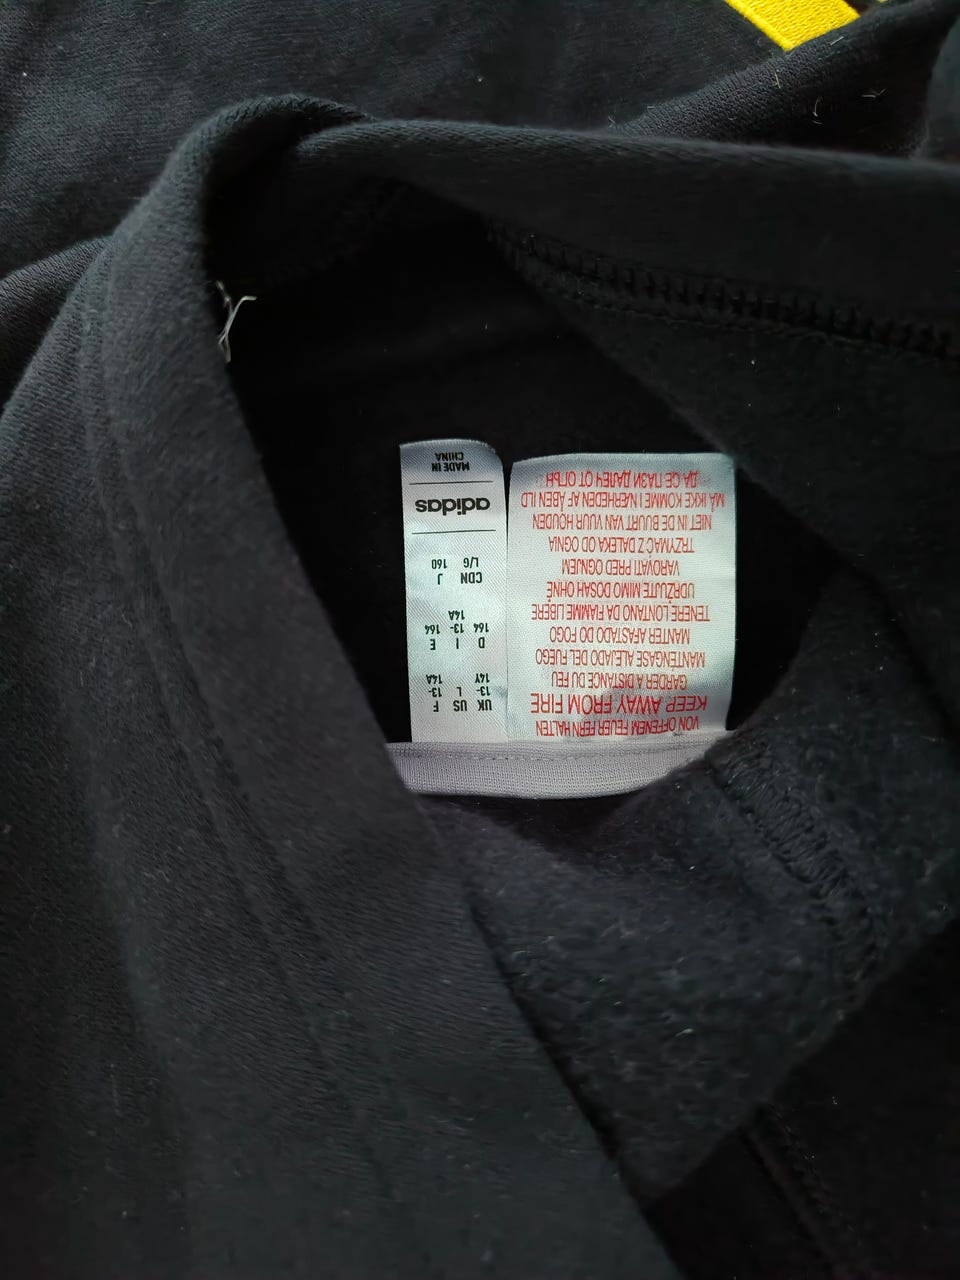 UK US F
13- L 13-
14Y 14A
D I E
164 13- 164
14A
CDN J
L/G 160
adidas
MADE IN
CHINA
VON OFFENEM FEUER FERN HALTEN
KEEP AWAY FROM FIRE
GARDER A DISTANCE DU FEU
MANTENGASE ALEJADO DEL FUEGO
MANTER AFASTADO DO FOGO
TENERE LONTANO DA FIAMME LIBERE
UDRŽUJTE MIMO DOSAH OHNĚ
VAROVATI PRED OGNJEM
TRZYMAĆ Z DALEKA OD OGNIA
NIET IN DE BUURT VAN VUUR HOUDEN
MÅ IKKE KOMME I NÆRHEDEN AF ÅBEN ILD
ДА СЕ ПАЗИ ДАЛЕЧ ОТ ОГЪН